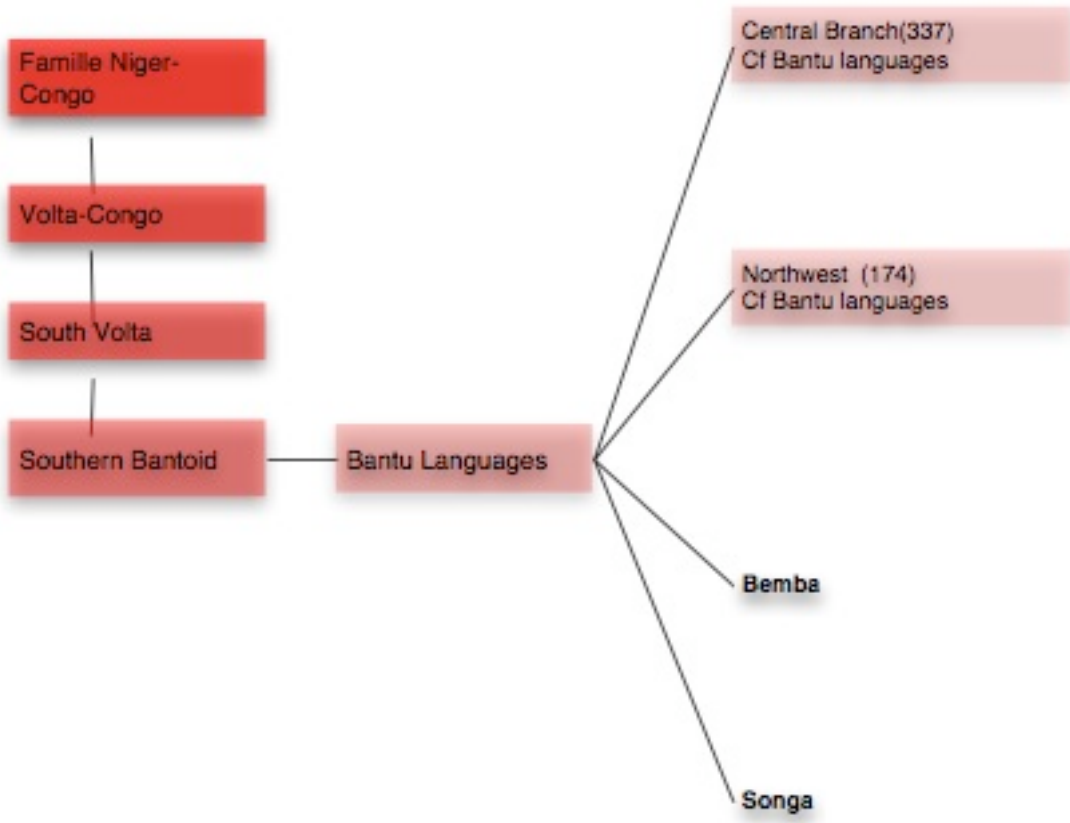 Famille Niger-
Congo
Volta-Congo
South Volta
Southern Bantoid
Bantu Languages
Central Branch(337)
Cf Bantu languages
Northwest (174)
Cf Bantu languages
Bemba
Songa